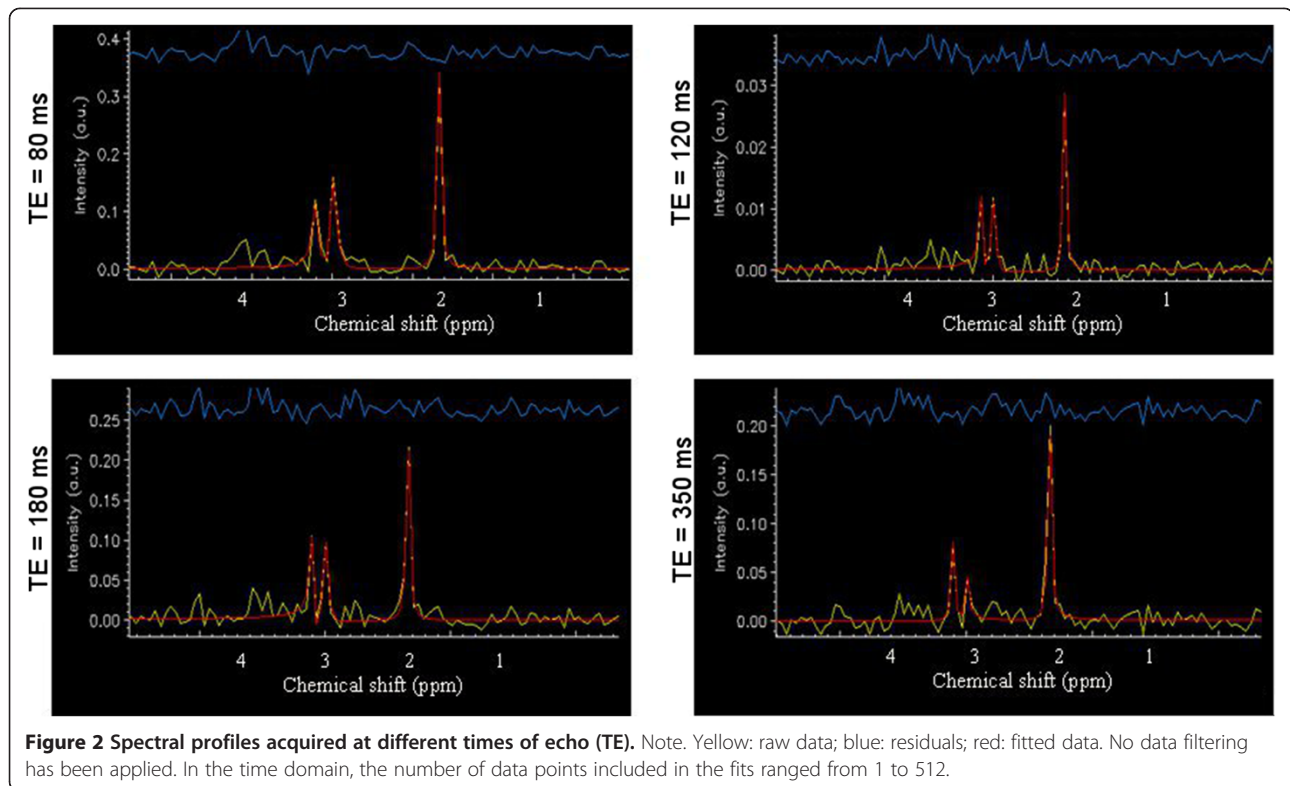 TE = 80 ms
Intensity (a.u.)
0.4
0.3
0.2
0.1
0.0
4 3 2 1
Chemical shift (ppm)
TE = 120 ms
Intensity (a.u.)
0.03
0.02
0.01
0.00
4 3 2 1
Chemical shift (ppm)
TE = 180 ms
Intensity (a.u.)
0.25
0.20
0.15
0.10
0.05
0.00
4 3 2 1
Chemical shift (ppm)
TE = 350 ms
Intensity (a.u.)
0.20
0.15
0.10
0.05
0.00
4 3 2 1
Chemical shift (ppm)
Figure 2 Spectral profiles acquired at different times of echo (TE). Note. Yellow: raw data; blue: residuals; red: fitted data. No data filtering
has been applied. In the time domain, the number of data points included in the fits ranged from 1 to 512.